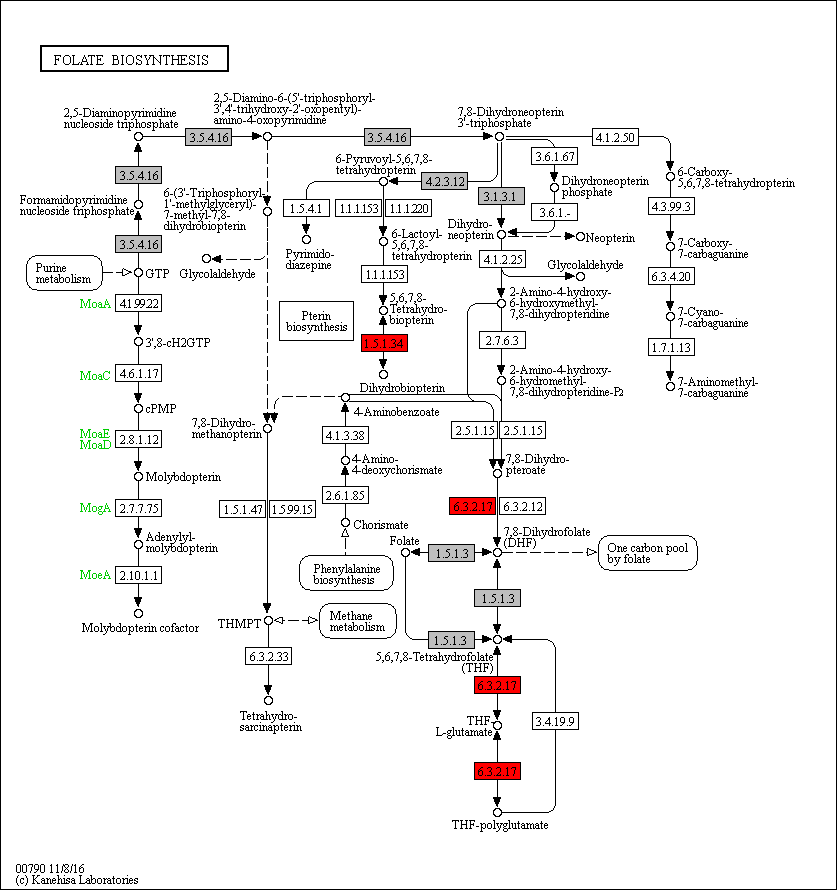 FOLATE BIOSYNTHESIS
2,5-Diaminopyrimidine
nucleoside triphosphate
2,5-Diamino-6-(5'-triphosphoryl-
3',4'-trihydroxy-2'-oxopentyl)-
amino-4-oxopyrimidine
7,8-Dihydroneopterin
3'-triphosphate
3.5.4.16
3.5.4.16
4.1.2.50
3.6.1.67
6-Pyruvoyl-5,6,7,8-
tetrahydropterin
4.2.3.12
3.5.4.16
6-(3'-Triphosphoryl-
1'-methylglyceryl)-
7-methyl-7,8-
dihydrobiopterin
3.1.3.1
Dihydroneopterin
phosphate
6-Carboxy-
5,6,7,8-tetrahydropterin
Formamidopyrimidine
nucleoside triphosphate
1.5.4.1
1.1.1.153
1.1.1.220
3.6.1.-
4.3.99.3
3.5.4.16
6-Lactoyl-
5,6,7,8-
tetrahydropterin
Dihydro-
neopterin
Neopterin
7-Carboxy-
7-carbaguanine
Pyrimido-
diazepine
Purine
metabolism
GTP
Glycolaldehyde
1.1.1.153
4.1.2.25
Glycolaldehyde
6.3.4.20
MoaA
4.1.99.22
Pterin
biosynthesis
5,6,7,8-
Tetrahydro-
biopterin
2-Amino-4-hydroxy-
6-hydroxymethyl-
7,8-dihydropteridine
7-Cyano-
7-carbaguanine
3',8-cH2GTP
1.5.1.34
2.7.6.3
1.7.1.13
MoaC
4.6.1.17
2-Amino-4-hydroxy-
6-hydromethyl-
7,8-dihydropteridine-P2
7-Aminomethyl-
7-carbaguanine
Dihydrobiopterin
cPMP
4-Aminobenzoate
7,8-Dihydro-
methanopterin
MoaE
MoaD
2.8.1.12
4.1.3.38
2.5.1.15
2.5.1.15
Molybdopterin
4-Amino-
4-deoxychorismate
7,8-Dihydro-
pteroate
MogA
2.7.7.75
1.5.1.47
1.5.99.15
2.6.1.85
6.3.2.17
6.3.2.12
Chorismate
Adenylyl-
molybdopterin
Folate
7,8-Dihydrofolate
(DHF)
1.5.1.3
One carbon pool
by folate
MoeA
2.10.1.1
Phenylalanine
biosynthesis
1.5.1.3
Molybdopterin cofactor
THMPT
Methane
metabolism
1.5.1.3
6.3.2.33
5,6,7,8-Tetrahydrofolate
(THF)
6.3.2.17
Tetrahydro-
sarcinapterin
THF-
L-glutamate
3.4.19.9
6.3.2.17
THF-polyglutamate
00790 11/8/16
(c) Kanehisa Laboratories